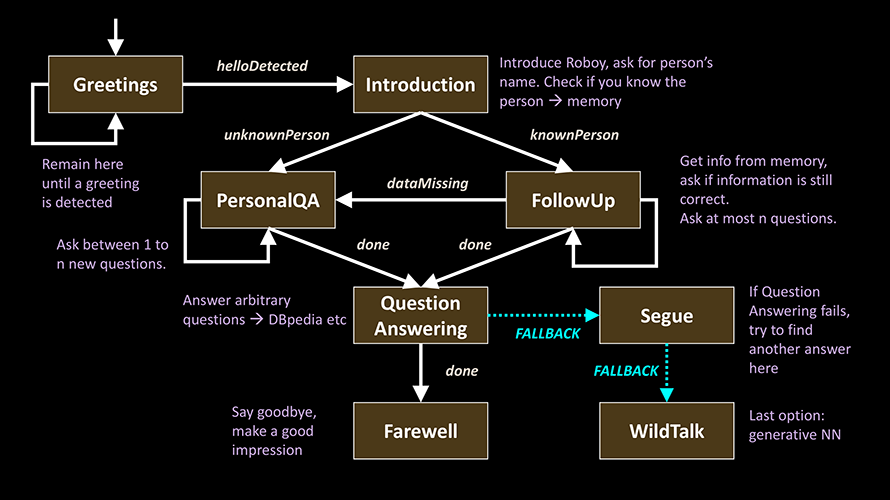 helloDetected
Greetings
Introduction
Introduce Roboy, ask for person's
name. Check if you know the
person → memory
unknownPerson
knownPerson
Remain here
until a greeting
is detected
PersonalQA
dataMissing
FollowUp
Get info from memory,
ask if information is still
correct.
Ask at most n questions.
Ask between 1 to
n new questions.
done
done
Answer arbitrary
questions → DBpedia etc
Question
Answering
FALLBACK
Segue
If Question
Answering fails,
try to find
another answer
here
done
FALLBACK
Say goodbye,
make a good
impression
Farewell
WildTalk
Last option:
generative NN